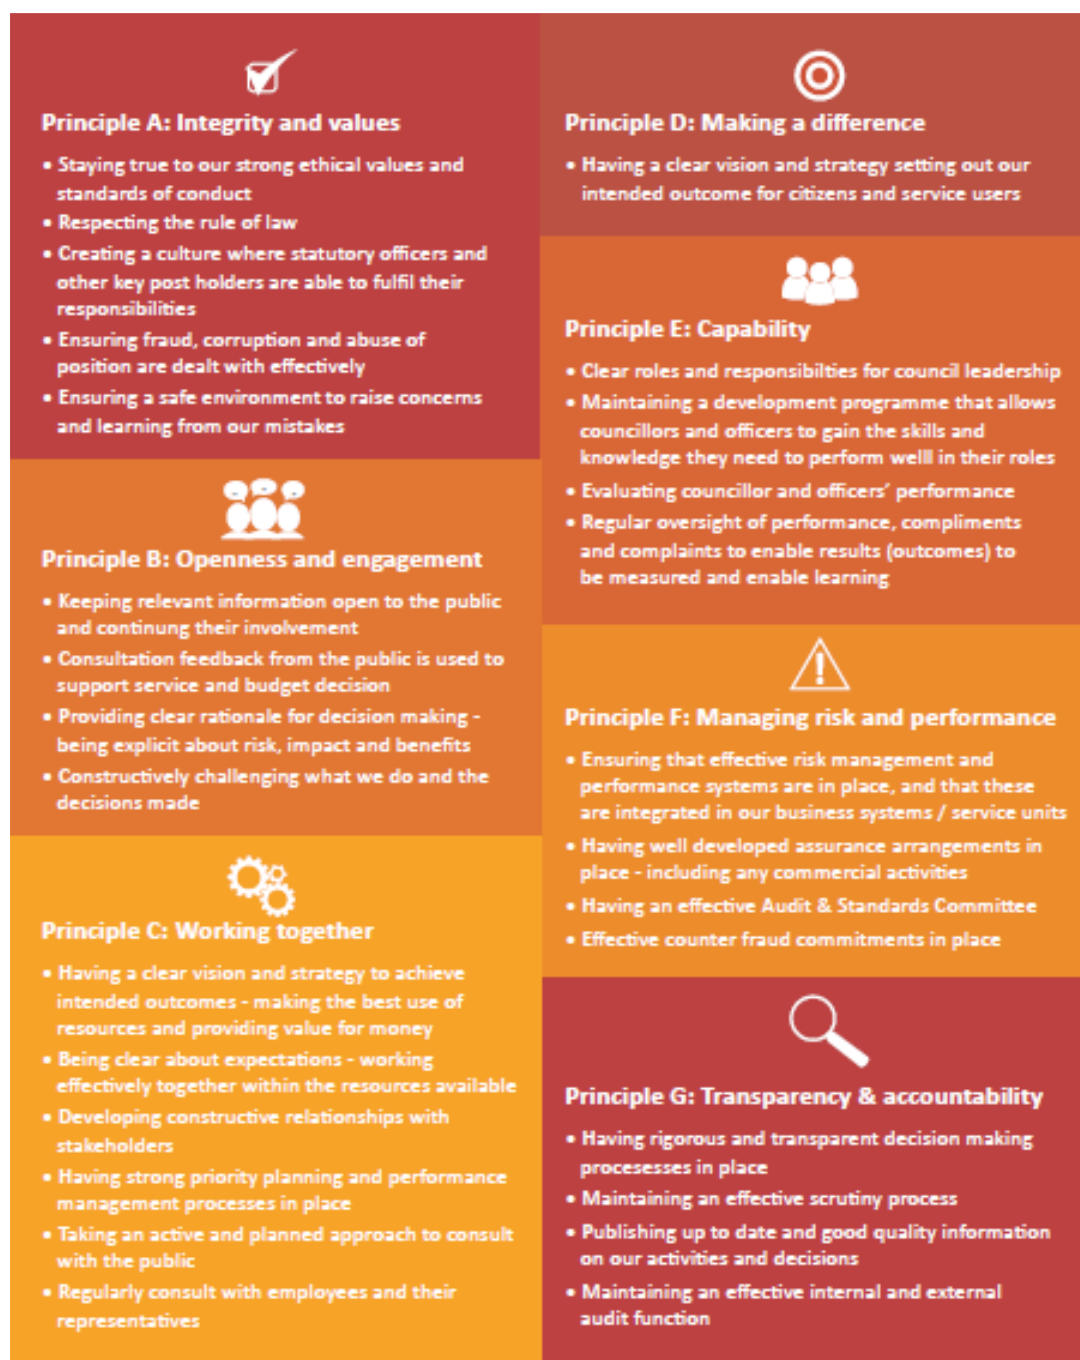 Principle A: Integrity and values
• Staying true to our strong ethical values and
standards of conduct
• Respecting the rule of law
• Creating a culture where statutory officers and
other key post holders are able to fulfil their
responsibilities
• Ensuring fraud, corruption and abuse of
position are dealt with effectively
• Ensuring a safe environment to raise concerns
and learning from our mistakes
Principle B: Openness and engagement
• Keeping relevant information open to the public
and continung their involvement
• Consultation feedback from the public is used to
support service and budget decision
• Providing clear rationale for decision making -
being explicit about risk, impact and benefits
• Constructively challenging what we do and the
decisions made
Principle C: Working together
• Having a clear vision and strategy to achieve
intended outcomes - making the best use of
resources and providing value for money
• Being clear about expectations - working
effectively together within the resources available
• Developing constructive relationships with
stakeholders
• Having strong priority planning and performance
management processes in place
• Taking an active and planned approach to consult
with the public
• Regularly consult with employees and their
representatives
Principle D: Making a difference
• Having a clear vision and strategy setting out our
intended outcome for citizens and service users
Principle E: Capability
• Clear roles and responsibilties for council leadership
• Maintaining a development programme that allows
councillors and officers to gain the skills and
knowledge they need to perform welll in their roles
• Evaluating councillor and officers’ performance
• Regular oversight of performance, compliments
and complaints to enable results (outcomes) to
be measured and enable learning
Principle F: Managing risk and performance
• Ensuring that effective risk management and
performance systems are in place, and that these
are integrated in our business systems / service units
• Having well developed assurance arrangements in
place - including any commercial activities
• Having an effective Audit & Standards Committee
• Effective counter fraud commitments in place
Principle G: Transparency & accountability
• Having rigorous and transparent decision making
procesesses in place
• Maintaining an effective scrutiny process
• Publishing up to date and good quality information
on our activities and decisions
• Maintaining an effective internal and external
audit function